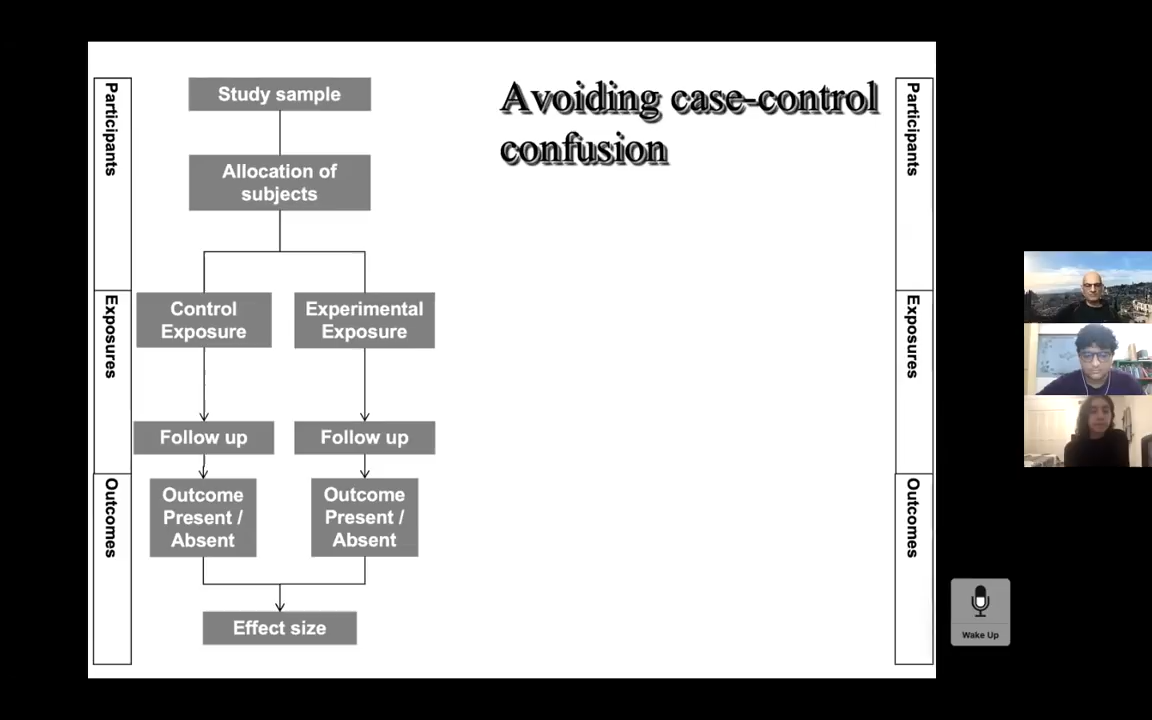 Avoiding case-control
confusion
Participants
Exposures
Outcomes
Study sample
Allocation of
subjects
Control
Exposure
Experimental
Exposure
Follow up
Follow up
Outcome
Present /
Absent
Outcome
Present /
Absent
Effect size
Participants
Exposures
Outcomes
Wake Up